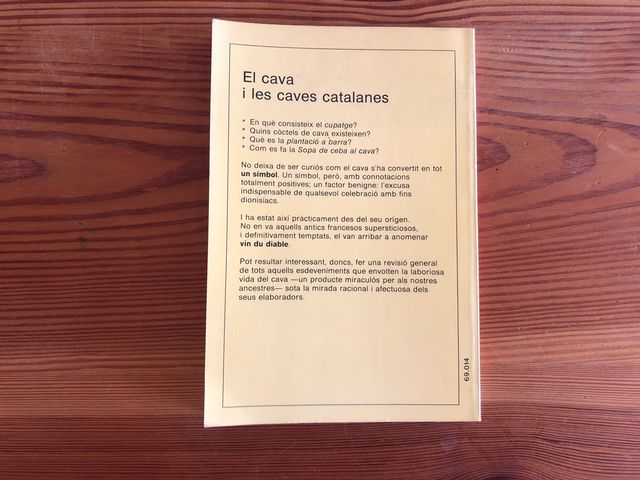 El cava
i les caves catalanes
* En què consisteix el cupatge?
* Quins còctels de cava existeixen?
* Què es la plantació a barra?
* Com es fa la Sopa de ceba al cava?
No deixa de ser curiós com el cava s'ha convertit en tot
un símbol. Un símbol, però, amb connotacions
totalment positives; un factor benigne: l'excusa
indispensable de qualsevol celebració amb fins
dionisíacs.
I ha estat així pràcticament des del seu origen.
No en va aquells antics francesos supersticiosos,
i definitivament temptats, el van arribar a anomenar
vin du diable.
Pot resultar interessant, doncs, fer una revisió general
de tots aquells esdeveniments que envolten la laboriosa
vida del cava —un producte miraculós per als nostres
ancestres— sota la mirada racional i afectuosa dels
seus elaboradors.
69.014